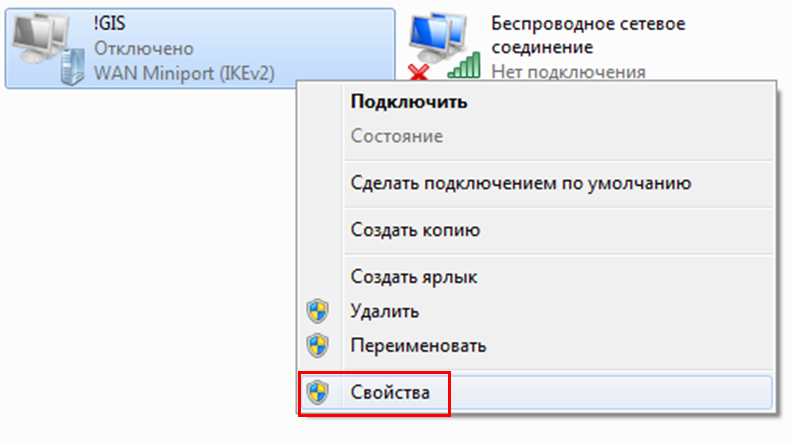 !GIS
Отключено
WAN Miniport (IKEv2)
Беспроводное сетевое
соединение
Нет подключения
Подключить
Состояние
Сделать подключением по умолчанию
Создать копию
Создать ярлык
Удалить
Переименовать
Свойства